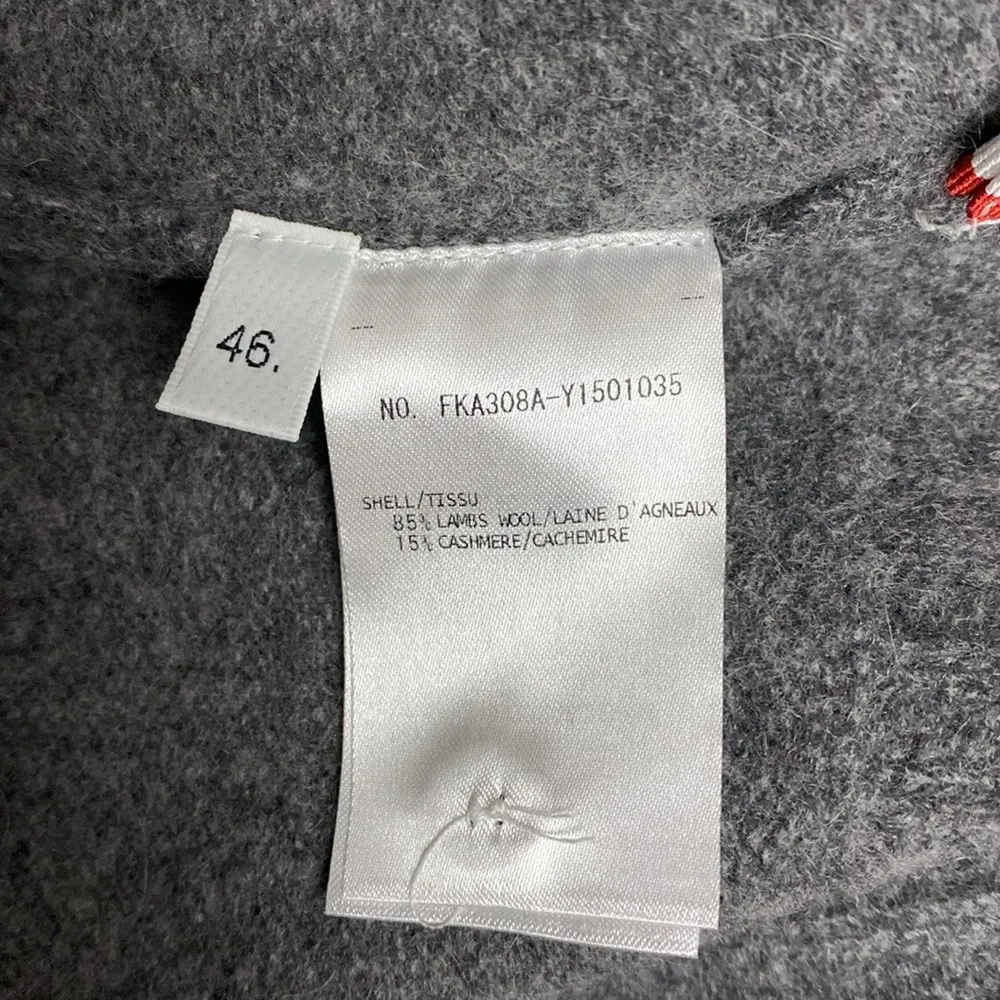 46.
NO. FKA308A-Y1501035
SHELL/TISSU
85% LAMBS WOOL/LAINE D'AGNEAUX
15% CASHMERE/CACHEMIRE